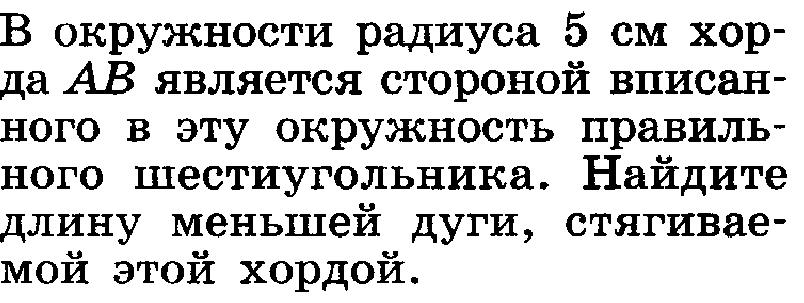 В окружности радиуса 5 см хор-
да AB является стороной вписан-
ного в эту окружность правиль-
ного шестиугольника. Найдите
длину меньшей дуги, стягивае-
мой этой хордой.